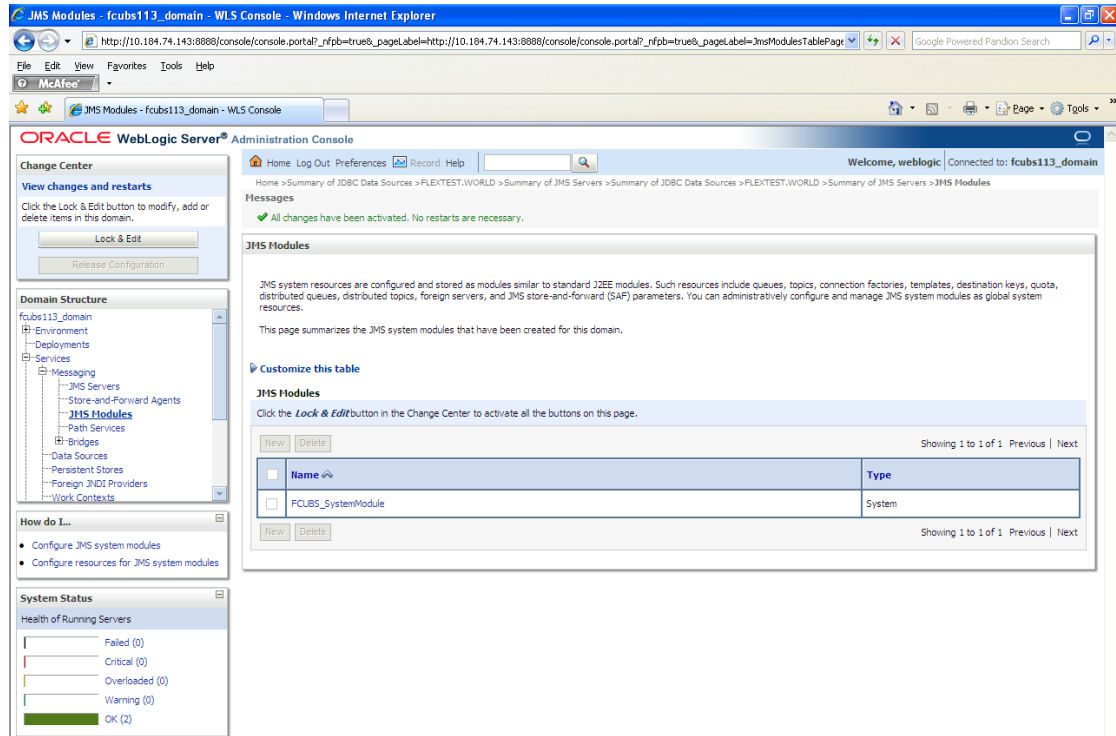 JMS Modules - fcubs113_domain - WLS Console - Windows Internet Explorer
http://10.184.74.143:8888/console/console.portal?_nfpb=true&_pageLabel=http://10.184.74.143:8888/console/console.portal?_nfpb=true&_pageLabel=JmsModulesTablePage
Google Powered Pandion Search
File Edit View Favorites Tools Help
McAfee
JMS Modules - fcubs113_domain - WLS Console
Page Tools
ORACLE WebLogic Server® Administration Console
Change Center
View changes and restarts
Click the Lock & Edit button to modify, add or
delete items in this domain.
Lock & Edit
Release Configuration
Domain Structure
fcubs113_domain
Environment
Deployments
Services
Messaging
JMS Servers
Store-and-Forward Agents
JMS Modules
Path Services
Bridges
Data Sources
Persistent Stores
Foreign JNDI Providers
Work Contexts
How do I...
Configure JMS system modules
Configure resources for JMS system modules
System Status
Health of Running Servers
Failed (0)
Critical (0)
Overloaded (0)
Warning (0)
OK (2)
Home Log Out Preferences Record Help
Welcome, weblogic Connected to: fcubs113_domain
Home >Summary of JDBC Data Sources >FLEXTEST.WORLD >Summary of JMS Servers >Summary of JDBC Data Sources >FLEXTEST.WORLD >Summary of JMS Servers >JMS Modules
Messages
All changes have been activated. No restarts are necessary.
JMS Modules
JMS system resources are configured and stored as modules similar to standard J2EE modules. Such resources include queues, topics, connection factories, templates, destination keys, quota,
distributed queues, distributed topics, foreign servers, and JMS store-and-forward (SAF) parameters. You can administratively configure and manage JMS system modules as global system
resources.
This page summarizes the JMS system modules that have been created for this domain.
Customize this table
JMS Modules
Click the Lock & Edit button in the Change Center to activate all the buttons on this page.
New Delete Showing 1 to 1 of 1 Previous | Next
Name Type
FCUBS_SystemModule System
New Delete Showing 1 to 1 of 1 Previous | Next